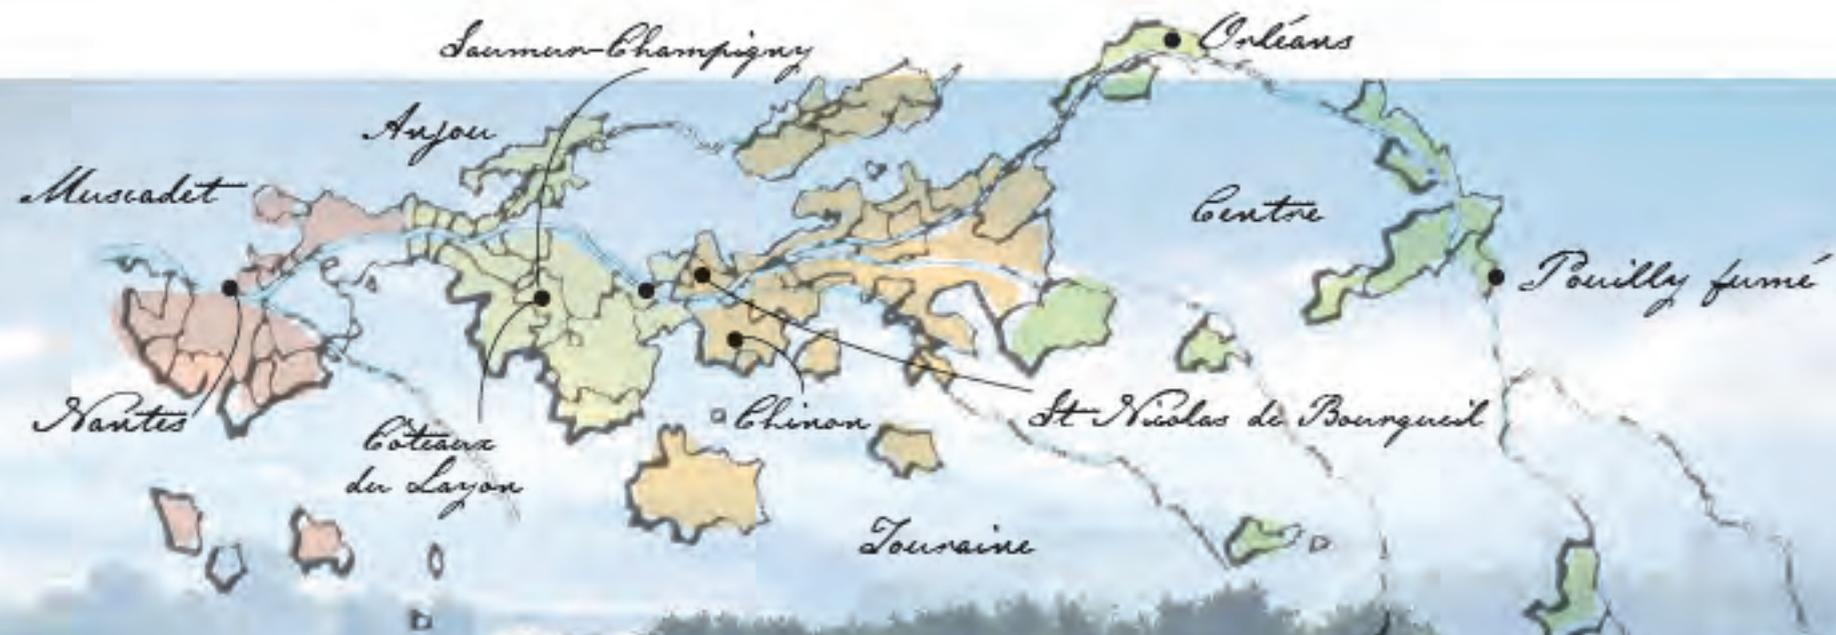 Saumur-Champigny
Orléans
Anjou
Muscadet
Centre
Pouilly fumé
Nantes
Côteaux
du Layon
Chinon
St Nicolas de Bourgueil
Touraine